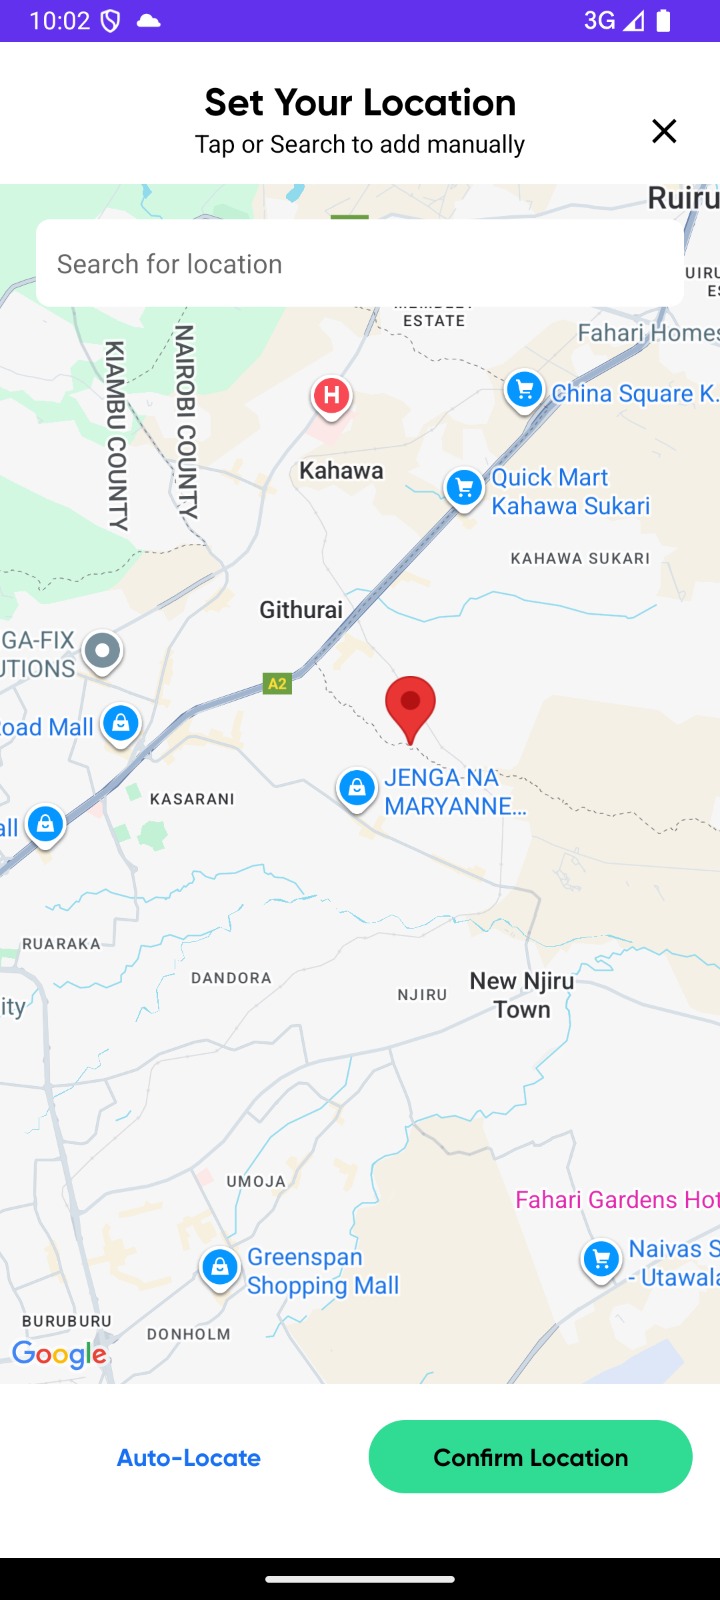 10:02
3G
Set Your Location
Tap or Search to add manually
Ruiru
Search for location
ESTATE
Fahari Homes
KIAMBU COUNTY
NAIROBI COUNTY
H
China Square K...
Kahawa
Quick Mart
Kahawa Sukari
KAHAWA SUKARI
Githurai
GA-FIX
UTIONS
A2
oad Mall
JENGA NA
MARYANNE...
KASARANI
all
RUARAKA
DANDORA
NJIRU
New Njiru
Town
ity
UMOJA
Fahari Gardens Hot
Greenspan
Shopping Mall
Naivas S
- Utawala
BURUBURU
DONHOLM
Google
Auto-Locate
Confirm Location